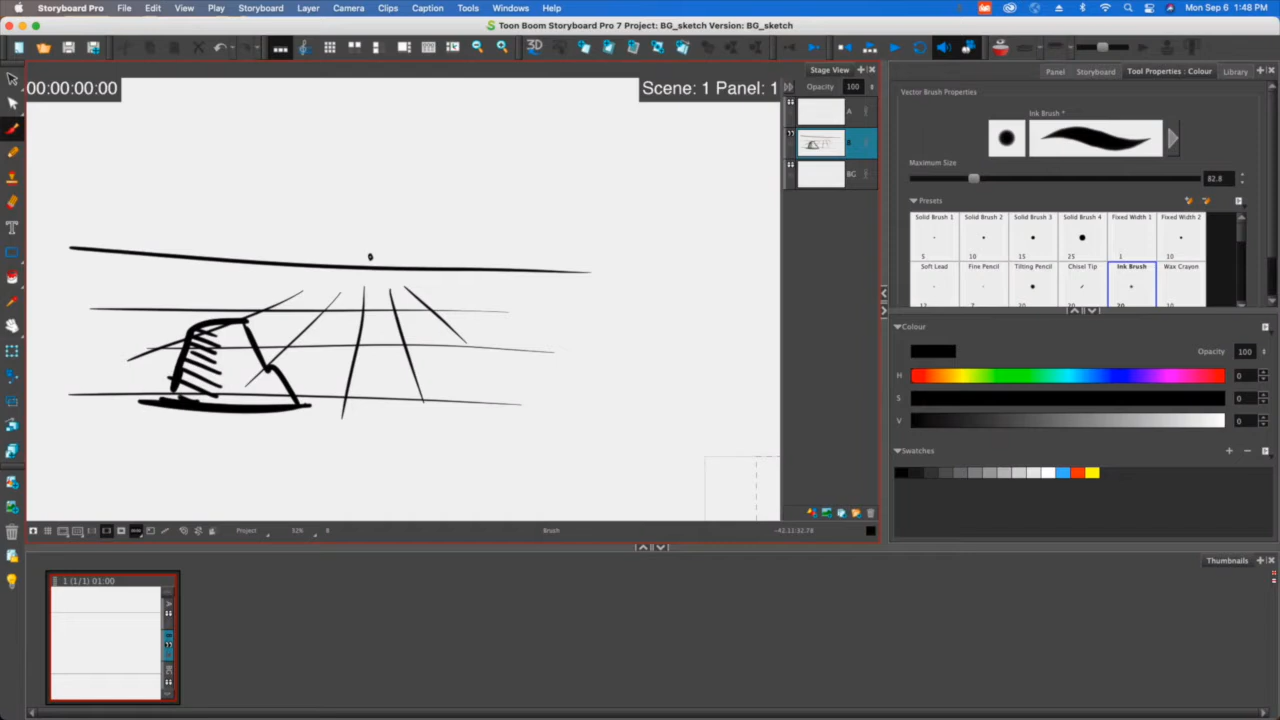 Storyboard Pro File Edit View Play Storyboard Layer Camera Clips Caption Tools Windows Help Mon Sep 6 1:48 PM
Toon Boom Storyboard Pro 7 Project: BG_sketch Version: BG_sketch
3D
Stage View
Panel Storyboard Tool Properties : Colour Library
00:00:00:00
Scene: 1 Panel: 1
Opacity 100
A
B
BG
Vector Brush Properties
Ink Brush *
Maximum Size
82.8
Presets
Solid Brush 1 Solid Brush 2 Solid Brush 3 Solid Brush 4 Fixed Width 1 Fixed Width 2
5 10 15 25 1 10
Soft Lead Fine Pencil Tilting Pencil Chisel Tip Ink Brush Wax Crayon
Colour
Opacity 100
H 0
S 0
V 0
Swatches
Project 52% B Brush
Thumbnails
1 (1/1) 01:00
A
BG